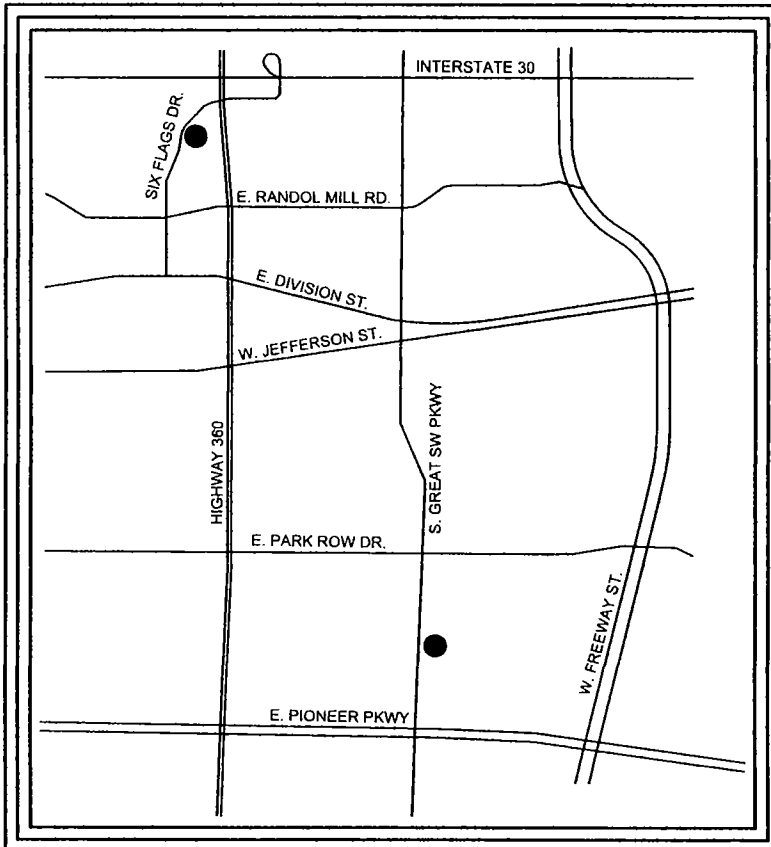 INTERSTATE 30
SIX FLAGS DR.
E. RANDOL MILL RD.
E. DIVISION ST.
W. JEFFERSON ST.
HIGHWAY 360
S. GREAT SW PKWY
E. PARK ROW DR.
W. FREEWAY ST.
E. PIONEER PKWY